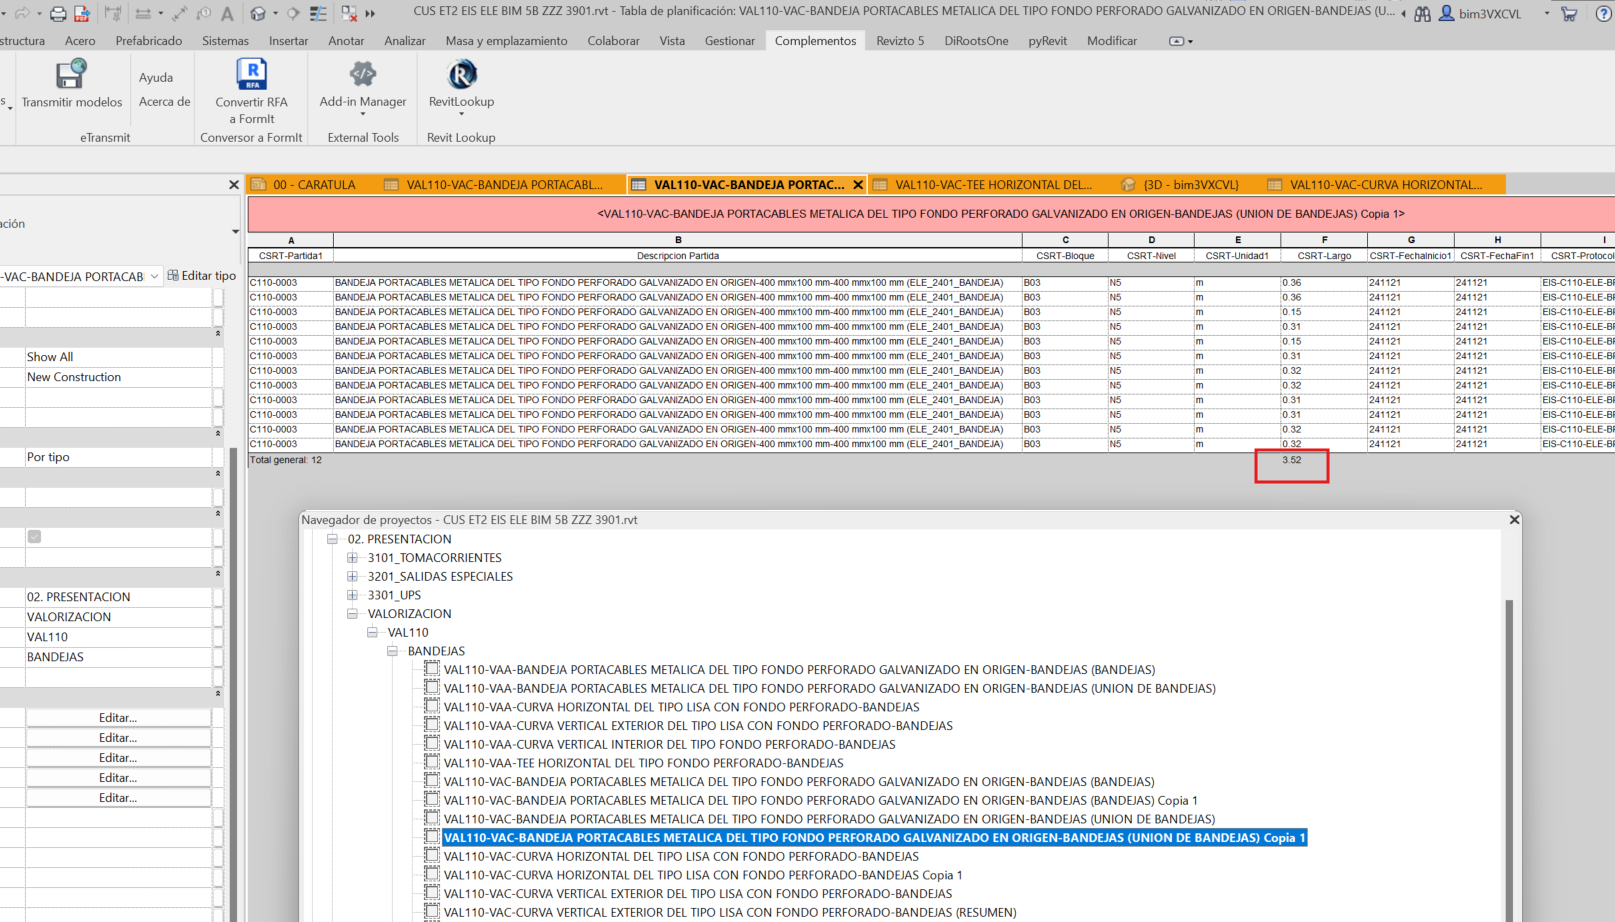 CUS ET2 EIS ELE BIM 5B ZZZ 3901.rvt - Tabla de planificación: VAL110-VAC-BANDEJA PORTACABLES METALICA DEL TIPO FONDO PERFORADO GALVANIZADO EN ORIGEN-BANDEJAS (U...
bim3VXCVL
structura Acero Prefabricado Sistemas Insertar Anotar Analizar Masa y emplazamiento Colaborar Vista Gestionar Complementos Revizto 5 DiRootsOne pyRevit Modificar
Transmitir modelos
Ayuda
Acerca de
eTransmit
Convertir RFA
a FormIt
Conversor a FormIt
Add-in Manager
External Tools
RevitLookup
Revit Lookup
00 - CARATULA
VAL110-VAC-BANDEJA PORTACABL...
VAL110-VAC-BANDEJA PORTAC...
VAL110-VAC-TEE HORIZONTAL DEL...
{3D - bim3VXCVL}
VAL110-VAC-CURVA HORIZONTAL...
ación
-VAC-BANDEJA PORTACAB
Editar tipo
Show All
New Construction
Por tipo
02. PRESENTACION
VALORIZACION
VAL110
BANDEJAS
Editar...
Editar...
Editar...
Editar...
Editar...
<VAL110-VAC-BANDEJA PORTACABLES METALICA DEL TIPO FONDO PERFORADO GALVANIZADO EN ORIGEN-BANDEJAS (UNION DE BANDEJAS) Copia 1>
A B C D E F G H I
CSRT-Partida1 Descripcion Partida CSRT-Bloque CSRT-Nivel CSRT-Unidad1 CSRT-Largo CSRT-FechaInicio1 CSRT-FechaFin1 CSRT-Protocol
C110-0003 BANDEJA PORTACABLES METALICA DEL TIPO FONDO PERFORADO GALVANIZADO EN ORIGEN-400 mmx100 mm-400 mmx100 mm (ELE_2401_BANDEJA) B03 N5 m 0.36 241121 241121 EIS-C110-ELE-BF
C110-0003 BANDEJA PORTACABLES METALICA DEL TIPO FONDO PERFORADO GALVANIZADO EN ORIGEN-400 mmx100 mm-400 mmx100 mm (ELE_2401_BANDEJA) B03 N5 m 0.36 241121 241121 EIS-C110-ELE-BF
C110-0003 BANDEJA PORTACABLES METALICA DEL TIPO FONDO PERFORADO GALVANIZADO EN ORIGEN-400 mmx100 mm-400 mmx100 mm (ELE_2401_BANDEJA) B03 N5 m 0.15 241121 241121 EIS-C110-ELE-BF
C110-0003 BANDEJA PORTACABLES METALICA DEL TIPO FONDO PERFORADO GALVANIZADO EN ORIGEN-400 mmx100 mm-400 mmx100 mm (ELE_2401_BANDEJA) B03 N5 m 0.31 241121 241121 EIS-C110-ELE-BF
C110-0003 BANDEJA PORTACABLES METALICA DEL TIPO FONDO PERFORADO GALVANIZADO EN ORIGEN-400 mmx100 mm-400 mmx100 mm (ELE_2401_BANDEJA) B03 N5 m 0.15 241121 241121 EIS-C110-ELE-BF
C110-0003 BANDEJA PORTACABLES METALICA DEL TIPO FONDO PERFORADO GALVANIZADO EN ORIGEN-400 mmx100 mm-400 mmx100 mm (ELE_2401_BANDEJA) B03 N5 m 0.31 241121 241121 EIS-C110-ELE-BF
C110-0003 BANDEJA PORTACABLES METALICA DEL TIPO FONDO PERFORADO GALVANIZADO EN ORIGEN-400 mmx100 mm-400 mmx100 mm (ELE_2401_BANDEJA) B03 N5 m 0.32 241121 241121 EIS-C110-ELE-BF
C110-0003 BANDEJA PORTACABLES METALICA DEL TIPO FONDO PERFORADO GALVANIZADO EN ORIGEN-400 mmx100 mm-400 mmx100 mm (ELE_2401_BANDEJA) B03 N5 m 0.32 241121 241121 EIS-C110-ELE-BF
C110-0003 BANDEJA PORTACABLES METALICA DEL TIPO FONDO PERFORADO GALVANIZADO EN ORIGEN-400 mmx100 mm-400 mmx100 mm (ELE_2401_BANDEJA) B03 N5 m 0.31 241121 241121 EIS-C110-ELE-BF
C110-0003 BANDEJA PORTACABLES METALICA DEL TIPO FONDO PERFORADO GALVANIZADO EN ORIGEN-400 mmx100 mm-400 mmx100 mm (ELE_2401_BANDEJA) B03 N5 m 0.31 241121 241121 EIS-C110-ELE-BF
C110-0003 BANDEJA PORTACABLES METALICA DEL TIPO FONDO PERFORADO GALVANIZADO EN ORIGEN-400 mmx100 mm-400 mmx100 mm (ELE_2401_BANDEJA) B03 N5 m 0.32 241121 241121 EIS-C110-ELE-BF
C110-0003 BANDEJA PORTACABLES METALICA DEL TIPO FONDO PERFORADO GALVANIZADO EN ORIGEN-400 mmx100 mm-400 mmx100 mm (ELE_2401_BANDEJA) B03 N5 m 0.32 241121 241121 EIS-C110-ELE-BF
Total general: 12 3.52
Navegador de proyectos - CUS ET2 EIS ELE BIM 5B ZZZ 3901.rvt
02. PRESENTACION
3101_TOMACORRIENTES
3201_SALIDAS ESPECIALES
3301_UPS
VALORIZACION
VAL110
BANDEJAS
VAL110-VAA-BANDEJA PORTACABLES METALICA DEL TIPO FONDO PERFORADO GALVANIZADO EN ORIGEN-BANDEJAS (BANDEJAS)
VAL110-VAA-BANDEJA PORTACABLES METALICA DEL TIPO FONDO PERFORADO GALVANIZADO EN ORIGEN-BANDEJAS (UNION DE BANDEJAS)
VAL110-VAA-CURVA HORIZONTAL DEL TIPO LISA CON FONDO PERFORADO-BANDEJAS
VAL110-VAA-CURVA VERTICAL EXTERIOR DEL TIPO LISA CON FONDO PERFORADO-BANDEJAS
VAL110-VAA-CURVA VERTICAL INTERIOR DEL TIPO FONDO PERFORADO-BANDEJAS
VAL110-VAA-TEE HORIZONTAL DEL TIPO FONDO PERFORADO-BANDEJAS
VAL110-VAC-BANDEJA PORTACABLES METALICA DEL TIPO FONDO PERFORADO GALVANIZADO EN ORIGEN-BANDEJAS (BANDEJAS)
VAL110-VAC-BANDEJA PORTACABLES METALICA DEL TIPO FONDO PERFORADO GALVANIZADO EN ORIGEN-BANDEJAS (BANDEJAS) Copia 1
VAL110-VAC-BANDEJA PORTACABLES METALICA DEL TIPO FONDO PERFORADO GALVANIZADO EN ORIGEN-BANDEJAS (UNION DE BANDEJAS)
VAL110-VAC-BANDEJA PORTACABLES METALICA DEL TIPO FONDO PERFORADO GALVANIZADO EN ORIGEN-BANDEJAS (UNION DE BANDEJAS) Copia 1
VAL110-VAC-CURVA HORIZONTAL DEL TIPO LISA CON FONDO PERFORADO-BANDEJAS
VAL110-VAC-CURVA HORIZONTAL DEL TIPO LISA CON FONDO PERFORADO-BANDEJAS Copia 1
VAL110-VAC-CURVA VERTICAL EXTERIOR DEL TIPO LISA CON FONDO PERFORADO-BANDEJAS
VAL110-VAC-CURVA VERTICAL EXTERIOR DEL TIPO LISA CON FONDO PERFORADO-BANDEJAS (RESUMEN)